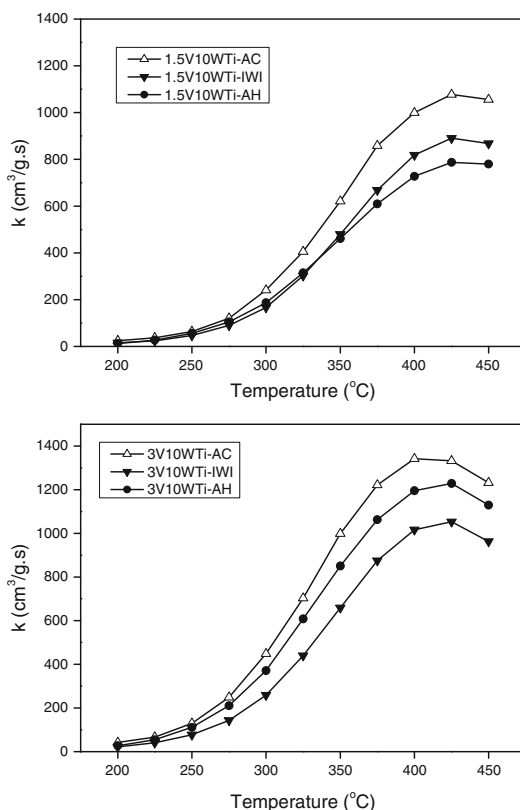 1400
1200
1000
800
600
400
200
0
k (cm³/g.s)
1.5V10WTi-AC
1.5V10WTi-IWI
1.5V10WTi-AH
200 250 300 350 400 450
Temperature (°C)
1400
1200
1000
800
600
400
200
0
k (cm³/g.s)
3V10WTi-AC
3V10WTi-IWI
3V10WTi-AH
200 250 300 350 400 450
Temperature (°C)